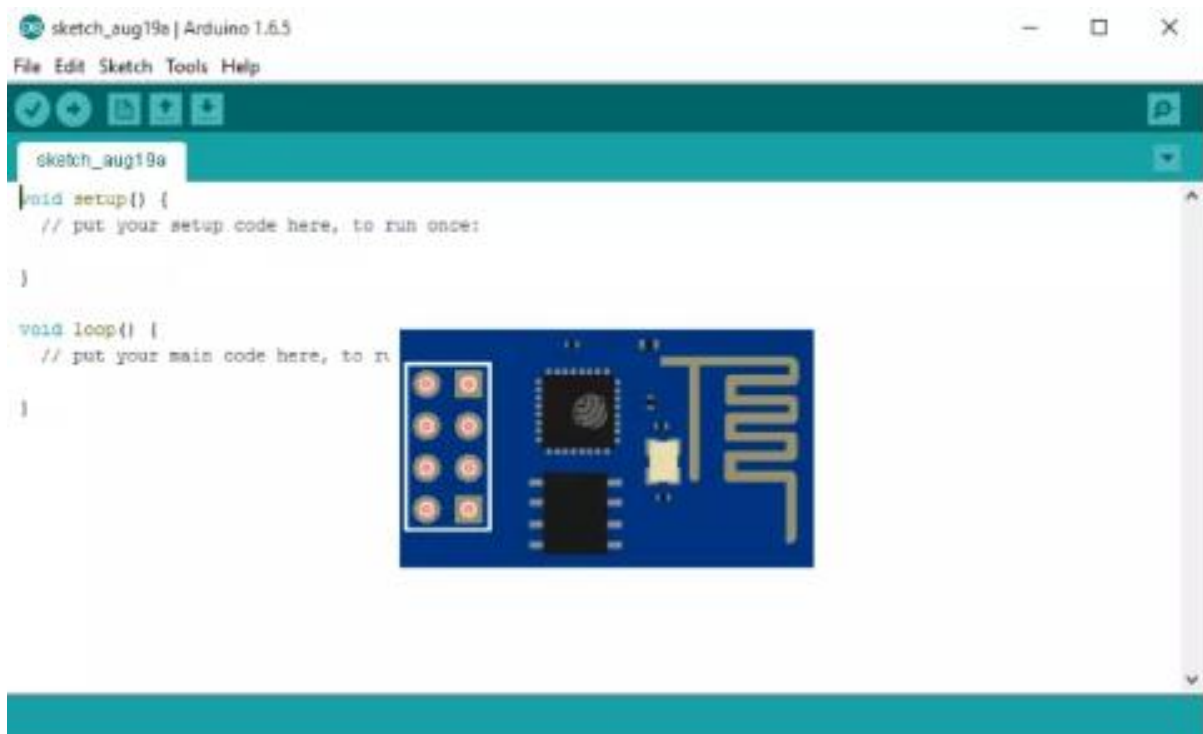 sketch_aug19a | Arduino 1.6.5
File Edit Sketch Tools Help
sketch_aug19a
void setup() {
  // put your setup code here, to run once:
}
void loop() {
  // put your main code here, to ru
}